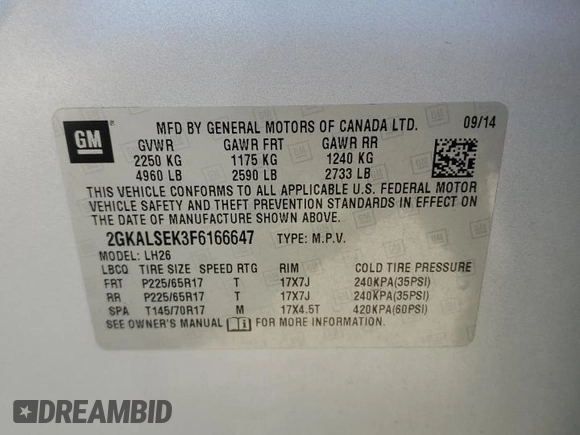 GM
MFD BY GENERAL MOTORS OF CANADA LTD. 09/14
GVWR GAWR FRT GAWR RR
2250 KG 1175 KG 1240 KG
4960 LB 2590 LB 2733 LB
THIS VEHICLE CONFORMS TO ALL APPLICABLE U.S. FEDERAL MOTOR
VEHICLE SAFETY AND THEFT PREVENTION STANDARDS IN EFFECT ON
THE DATE OF MANUFACTURE SHOWN ABOVE.
2GKALSEK3F6166647 TYPE: M.P.V.
MODEL: LH26
LBCQ TIRE SIZE SPEED RTG RIM COLD TIRE PRESSURE
FRT P225/65R17 T 17X7J 240KPA(35PSI)
RR P225/65R17 T 17X7J 240KPA(35PSI)
SPA T145/70R17 M 17X4.5T 420KPA(60PSI)
SEE OWNER'S MANUAL FOR MORE INFORMATION.
DREAMBID